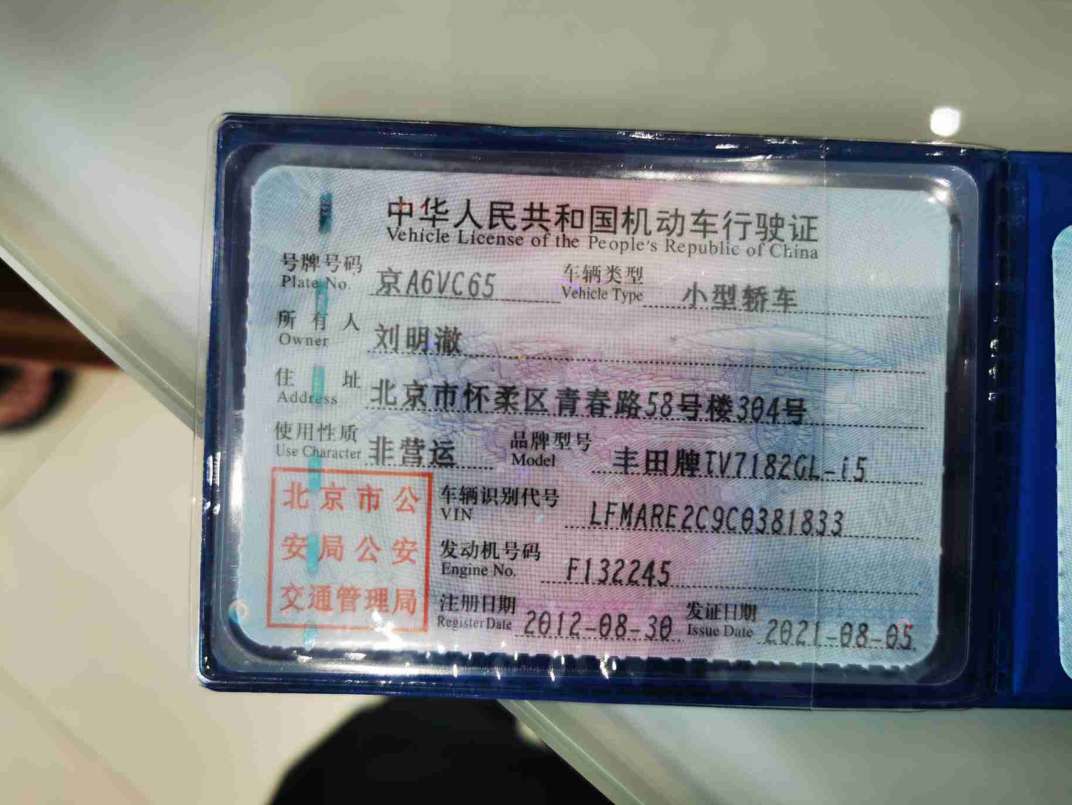 中华人民共和国机动车行驶证
Vehicle License of the People's Republic of China
号牌号码 京A6VC65 车辆类型 小型轿车
Plate No. Vehicle Type
所有人 刘明澈
Owner
住址 北京市怀柔区青春路58号楼304号
Address
使用性质 非营运 品牌型号 丰田牌TV7182GL-i5
Use Character Model
北京市公
安局公安
交通管理局
车辆识别代号 LFMARE2C9C0381833
VIN
发动机号码 F132245
Engine No.
注册日期 2012-08-30 发证日期 2021-08-05
Register Date Issue Date